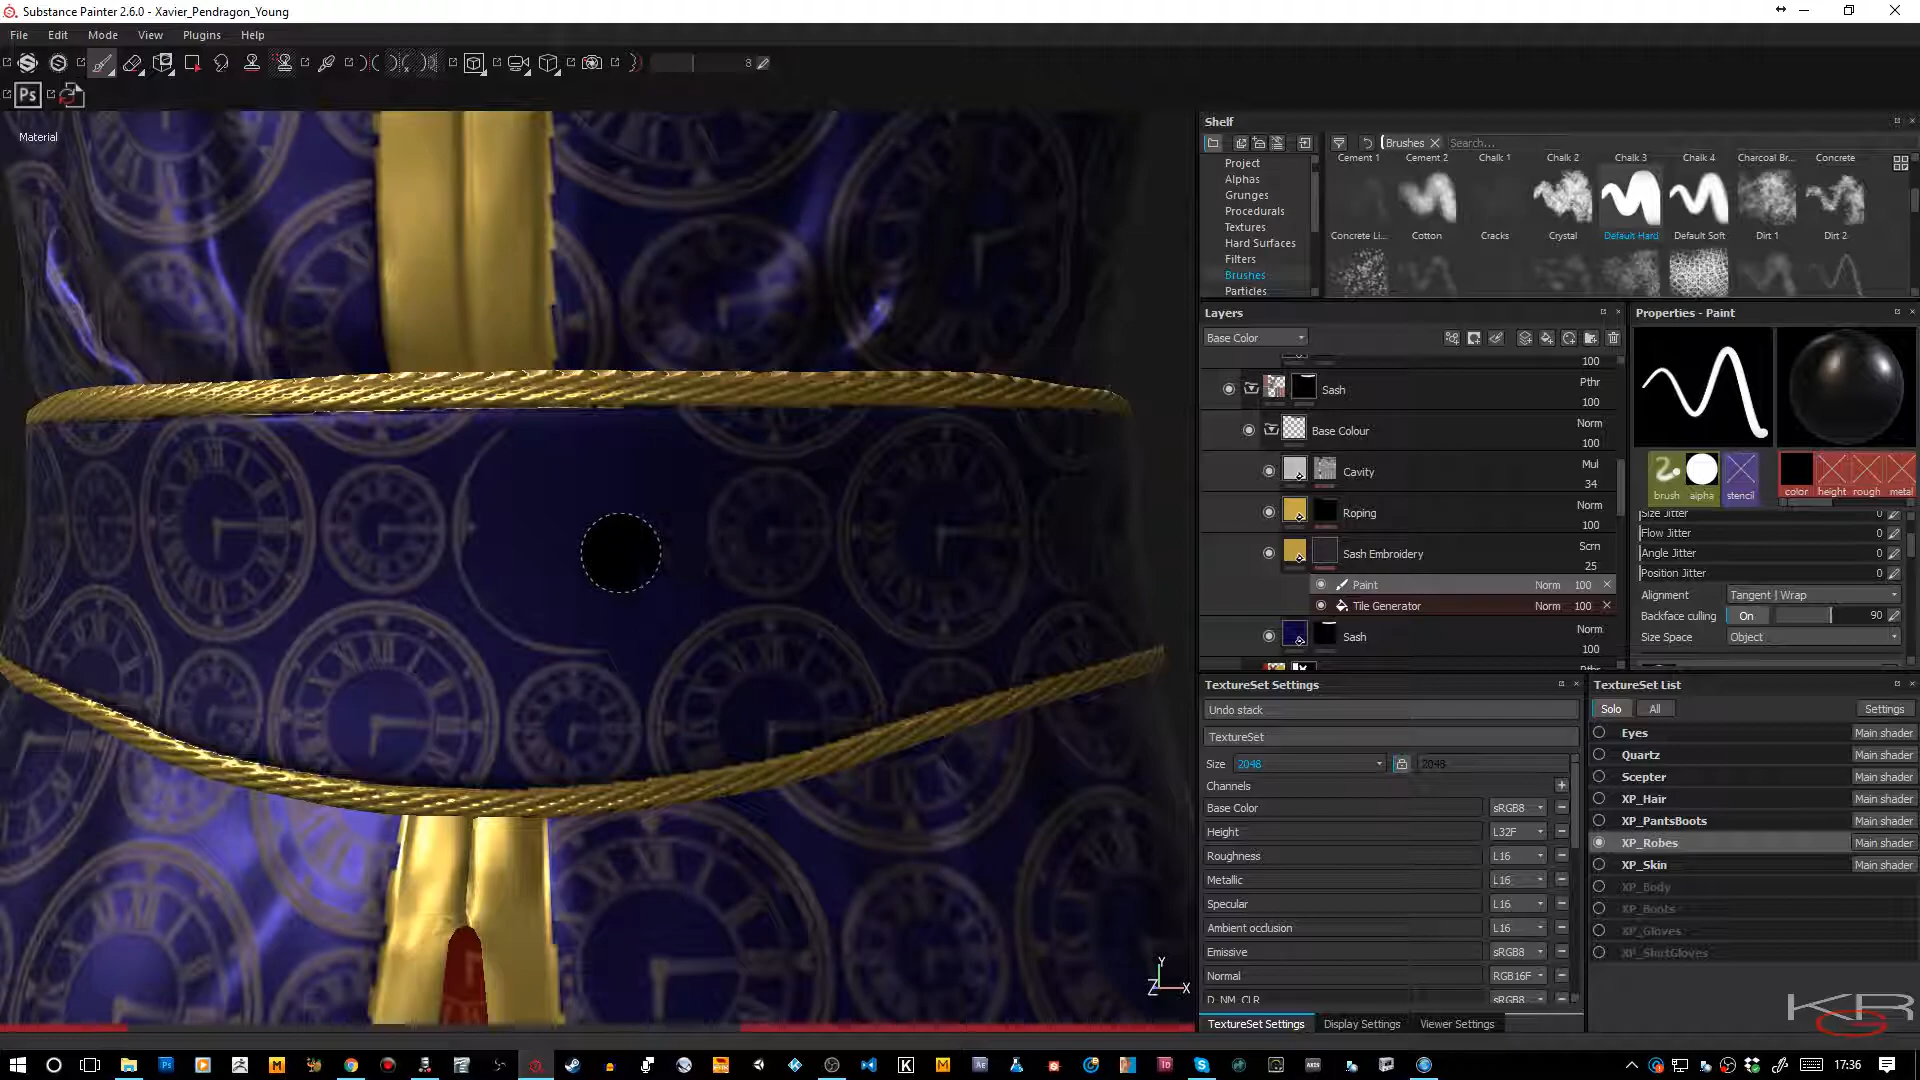 Substance Painter 2.6.0 - Xavier_Pendragon_Young
File Edit Mode View Plugins Help
8
Ps
Material
Shelf
Brushes Search...
Project
Alphas
Grunges
Procedurals
Textures
Hard Surfaces
Filters
Brushes
Particles
Cement 1 Cement 2 Chalk 1 Chalk 2 Chalk 3 Chalk 4 Charcoal Br... Concrete
Concrete Li... Cotton Cracks Crystal Default Hard Default Soft Dirt 1 Dirt 2
Layers
Base Color
100
Sash Pthr 100
Base Colour Norm 100
Cavity Mul 34
Roping Norm 100
Sash Embroidery Scrn 25
Paint Norm 100
Tile Generator Norm 100
Sash Norm 100
Properties - Paint
brush alpha stencil color height rough metal
Size Jitter 0
Flow Jitter 0
Angle Jitter 0
Position Jitter 0
Alignment Tangent | Wrap
Backface culling On 90
Size Space Object
TextureSet Settings
Undo stack
TextureSet
Size 2048 2048
Channels
Base Color sRGB8
Height L32F
Roughness L16
Metallic L16
Specular L16
Ambient occlusion L16
Emissive sRGB8
Normal RGB16F
D_NM_CLR sRGB8
TextureSet Settings Display Settings Viewer Settings
TextureSet List
Solo All Settings
Eyes Main shader
Quartz Main shader
Scepter Main shader
XP_Hair Main shader
XP_PantsBoots Main shader
XP_Robes Main shader
XP_Skin Main shader
XP_Body
XP_Boots
XP_Gloves
XP_ShirtGloves
Y
Z X
KRG
17:36